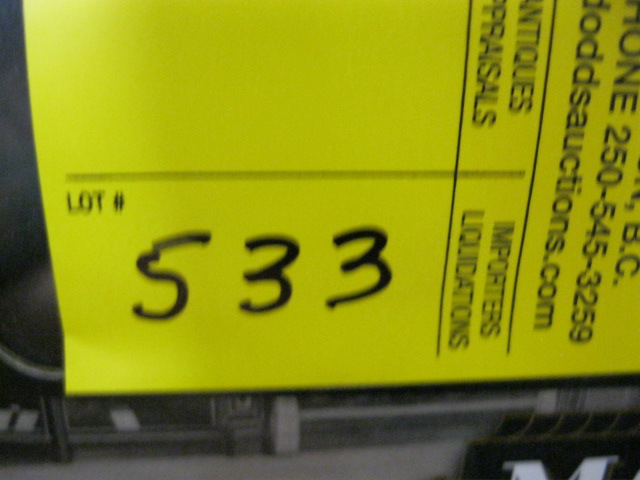 LOT #
533
ANTIQUES
APPRAISALS
IMPORTERS
LIQUIDATIONS
B.C.
PHONE 250-545-3259
doddsauctions.com